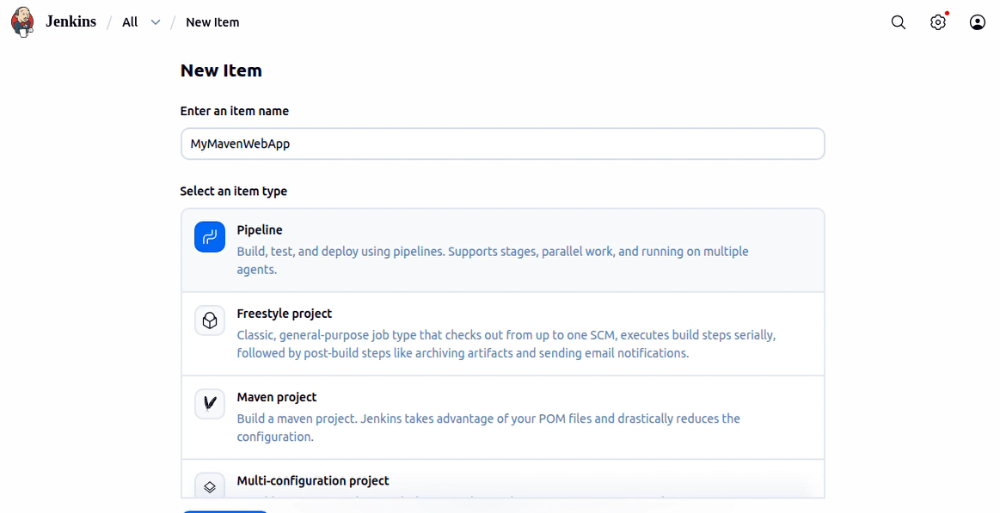 Jenkins / All / New Item
New Item
Enter an item name
MyMavenWebApp
Select an item type
Pipeline
Build, test, and deploy using pipelines. Supports stages, parallel work, and running on multiple
agents.
Freestyle project
Classic, general-purpose job type that checks out from up to one SCM, executes build steps serially,
followed by post-build steps like archiving artifacts and sending email notifications.
Maven project
Build a maven project. Jenkins takes advantage of your POM files and drastically reduces the
configuration.
Multi-configuration project